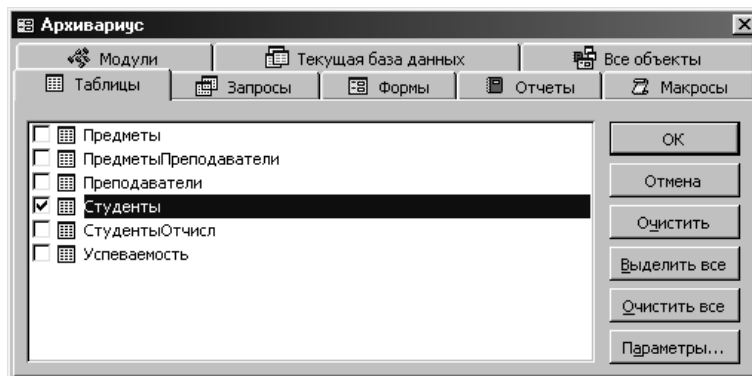 Архивариус
Модули
Текущая база данных
Все объекты
Таблицы
Запросы
Формы
Отчеты
Макросы
Предметы
ПредметыПреподаватели
Преподаватели
Студенты
СтудентыОтчисл
Успеваемость
ОК
Отмена
Очистить
Выделить все
Очистить все
Параметры...